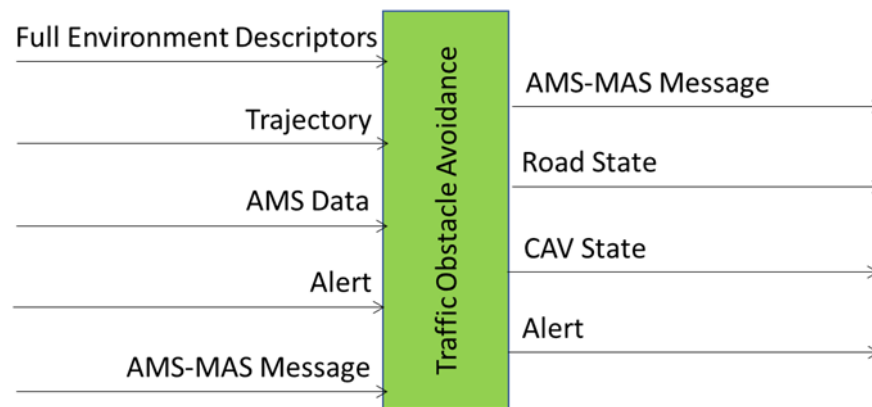 Full Environment Descriptors
Trajectory
AMS Data
Alert
AMS-MAS Message
Traffic Obstacle Avoidance
AMS-MAS Message
Road State
CAV State
Alert